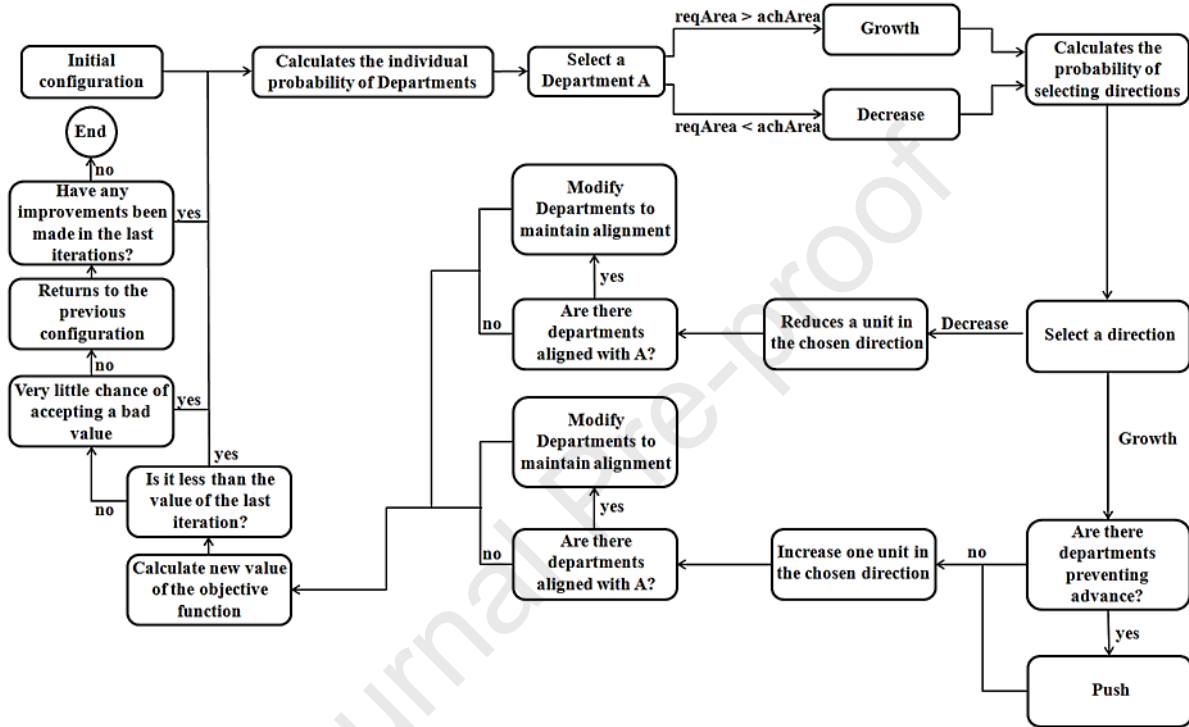 Initial
configuration
Calculates the individual
probability of Departments
Select a
Department A
reqArea > achArea
Growth
reqArea < achArea
Decrease
Calculates the
probability of
selecting directions
End
no
Have any
improvements been
made in the last
iterations?
yes
Returns to the
previous
configuration
no
Very little chance of
accepting a bad
value
yes
yes
Is it less than the
value of the last
iteration?
no
Calculate new value
of the objective
function
Modify
Departments to
maintain alignment
yes
Are there
departments
aligned with A?
no
Reduces a unit in
the chosen direction
Decrease
Select a direction
Growth
Modify
Departments to
maintain alignment
yes
Are there
departments
aligned with A?
no
Increase one unit in
the chosen direction
no
Are there
departments
preventing
advance?
yes
Push
urnal Pre-proof